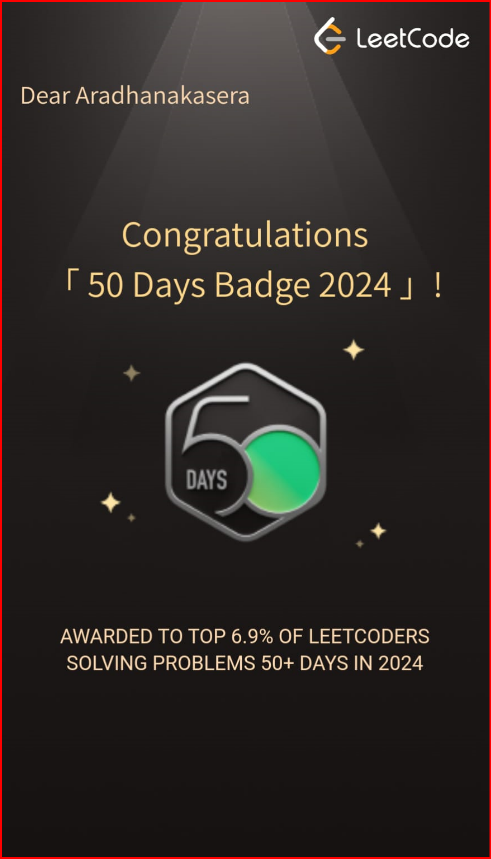 LeetCode
Dear Aradhanakasera
Congratulations
「 50 Days Badge 2024 」 !
50
DAYS
AWARDED TO TOP 6.9% OF LEETCODERS
SOLVING PROBLEMS 50+ DAYS IN 2024